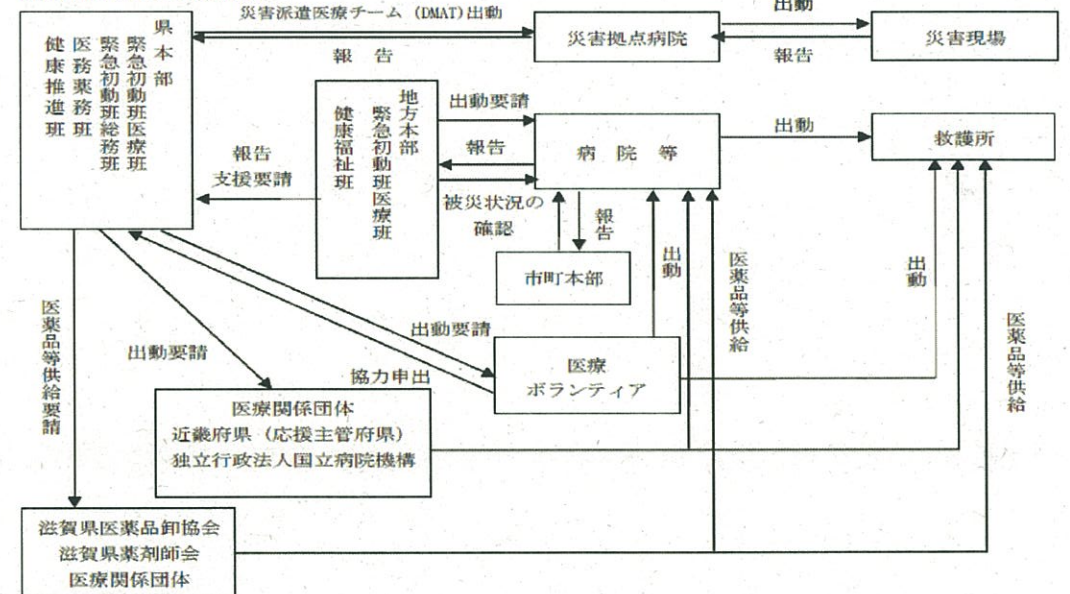 災害派遣医療チーム (DMAT)出動
報 告
出動
報告
県本部
緊急初動班医療班
緊急初動班総務班
医務薬務班
健康推進班
災害拠点病院
災害現場
地方本部
緊急初動班医療班
健康福祉班
出動要請
報告
被災状況の
確認
病 院 等
出動
救護所
報告
支援要請
報告
市町本部
出動
医薬品等供給
出動
医薬品等供給
医薬品等供給要請
出動要請
出動要請
協力申出
医療
ボランティア
医療関係団体
近畿府県（応援主管府県）
独立行政法人国立病院機構
滋賀県医薬品卸協会
滋賀県薬剤師会
医療関係団体